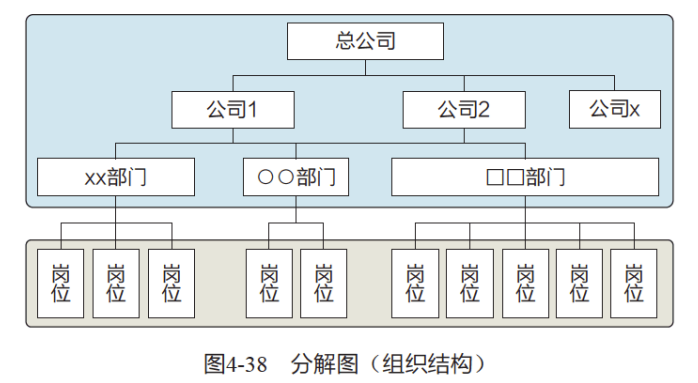 总公司
公司1 公司2 公司x
xx部门 〇〇部门 □□部门
岗位 岗位 岗位 岗位 岗位 岗位 岗位 岗位 岗位 岗位
图4-38 分解图（组织结构）